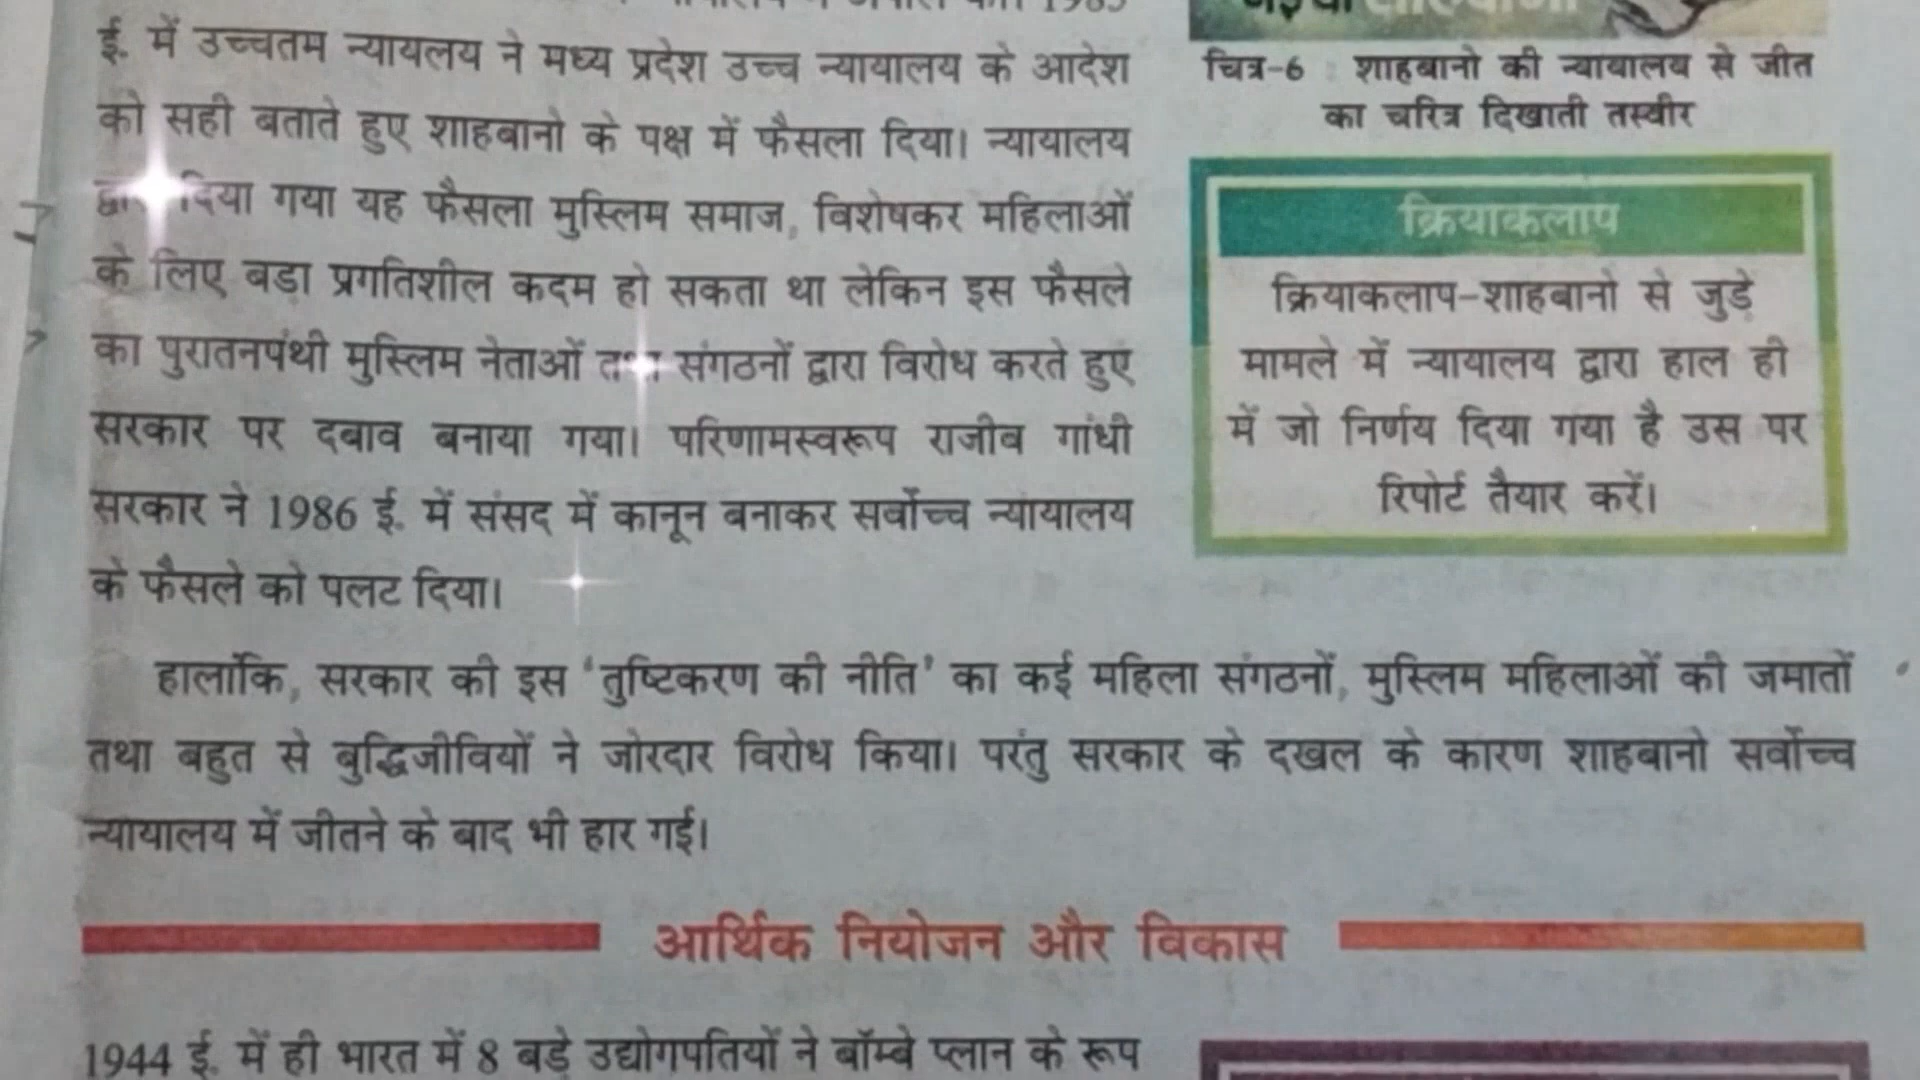 ई. में उच्चतम न्यायलय ने मध्य प्रदेश उच्च न्यायालय के आदेश
को सही बताते हुए शाहबानो के पक्ष में फैसला दिया। न्यायालय
दिया गया यह फैसला मुस्लिम समाज, विशेषकर महिलाओं
के लिए बड़ा प्रगतिशील कदम हो सकता था लेकिन इस फैसले
का पुरातनपंथी मुस्लिम नेताओं तथा संगठनों द्वारा विरोध करते हुए
सरकार पर दबाव बनाया गया। परिणामस्वरूप राजीव गांधी
सरकार ने 1986 ई. में संसद में कानून बनाकर सर्वोच्च न्यायालय
के फैसले को पलट दिया।
चित्र-6 : शाहबानो की न्यायालय से जीत
का चरित्र दिखाती तस्वीर
क्रियाकलाप
क्रियाकलाप-शाहबानो से जुड़े
मामले में न्यायालय द्वारा हाल ही
में जो निर्णय दिया गया है उस पर
रिपोर्ट तैयार करें।
हालांकि, सरकार की इस 'तुष्टिकरण की नीति' का कई महिला संगठनों, मुस्लिम महिलाओं की जमातों
तथा बहुत से बुद्धिजीवियों ने जोरदार विरोध किया। परंतु सरकार के दखल के कारण शाहबानो सर्वोच्च
न्यायालय में जीतने के बाद भी हार गई।
आर्थिक नियोजन और विकास
1944 ई. में ही भारत में 8 बड़े उद्योगपतियों ने बॉम्बे प्लान के रूप